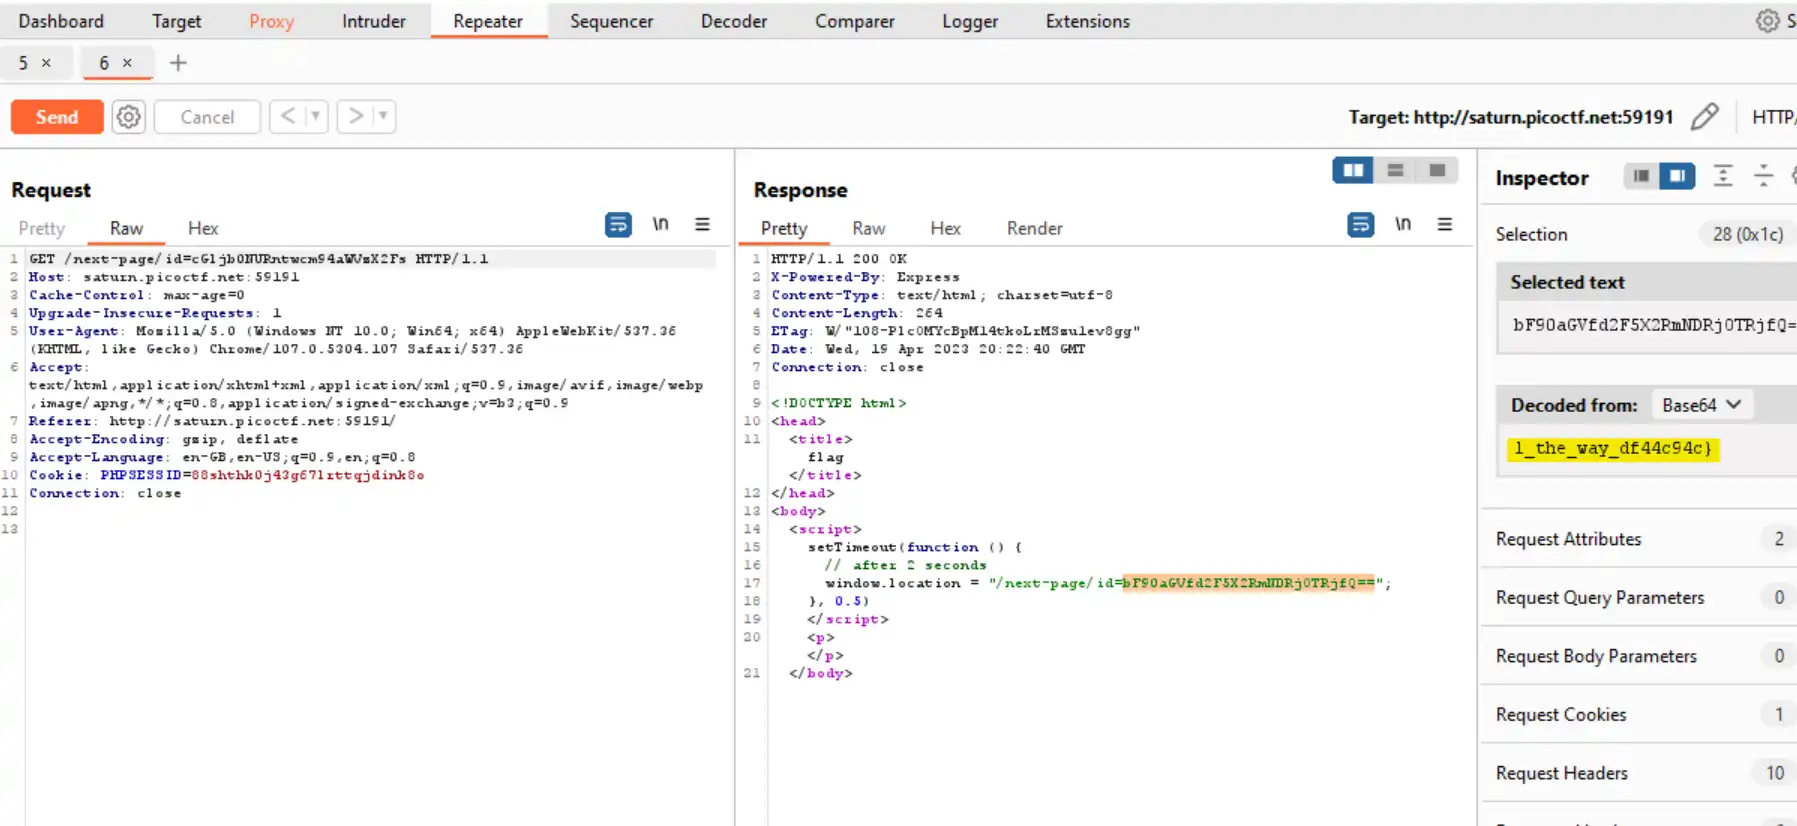 Dashboard Target Proxy Intruder Repeater Sequencer Decoder Comparer Logger Extensions S
5 × 6 × +
Send Cancel < >
Target: http://saturn.picoctf.net:59191 HTTP/
Request
Pretty Raw Hex \n
1 GET /next-page/id=cGljb0NURntwcm94aWVzX2Fs HTTP/1.1
2 Host: saturn.picoctf.net:59191
3 Cache-Control: max-age=0
4 Upgrade-Insecure-Requests: 1
5 User-Agent: Mozilla/5.0 (Windows NT 10.0; Win64; x64) AppleWebKit/537.36
(KHTML, like Gecko) Chrome/107.0.5304.107 Safari/537.36
6 Accept:
text/html,application/xhtml+xml,application/xml;q=0.9,image/avif,image/webp
,image/apng,*/*;q=0.8,application/signed-exchange;v=b3;q=0.9
7 Referer: http://saturn.picoctf.net:59191/
8 Accept-Encoding: gzip, deflate
9 Accept-Language: en-GB,en-US;q=0.9,en;q=0.8
10 Cookie: PHPSESSID=88shthk0j43g67lrttqjdink8o
11 Connection: close
12
13
Response
Pretty Raw Hex Render \n
1 HTTP/1.1 200 OK
2 X-Powered-By: Express
3 Content-Type: text/html; charset=utf-8
4 Content-Length: 264
5 ETag: W/"108-P1c0MYcBpMl4tkoLrMSzulev8gg"
6 Date: Wed, 19 Apr 2023 20:22:40 GMT
7 Connection: close
8
9 <!DOCTYPE html>
10 <head>
11 <title>
flag
</title>
12 </head>
13 <body>
14 <script>
15 setTimeout(function () {
16 // after 2 seconds
17 window.location = "/next-page/id=bF90aGVfd2F5X2RmNDRjOTRjfQ==";
18 }, 0.5)
19 </script>
20 <p>
</p>
21 </body>
Inspector
Selection 28 (0x1c)
Selected text
bF90aGVfd2F5X2RmNDRjOTRjfQ=
Decoded from: Base64
l_the_way_df44c94c}
Request Attributes 2
Request Query Parameters 0
Request Body Parameters 0
Request Cookies 1
Request Headers 10